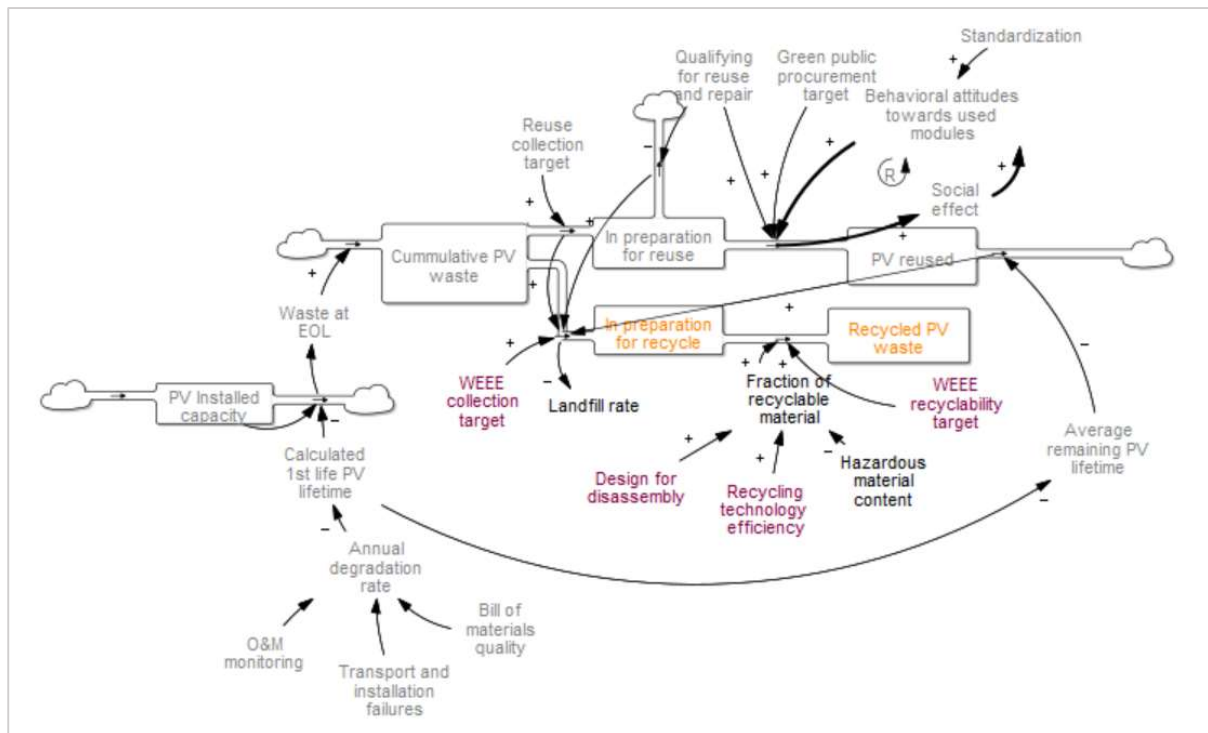 Standardization
+
Qualifying
for reuse
and repair
Green public
procurement
target
+
Behavioral attitudes
towards used
modules
Reuse
collection
target
–
+
+
+
+
R
+
Social
effect
+
+
+
In preparation
for reuse
+
PV reused
Cummulative PV
waste
+
+
Waste at
EOL
+
+
In preparation
for recycle
Recycled PV
waste
+
–
WEEE
collection
target
–
Landfill rate
+
+
Fraction of
recyclable
material
WEEE
recyclability
target
PV Installed
capacity
–
Calculated
1st life PV
lifetime
Average
remaining PV
lifetime
+
Design for
disassembly
+
Recycling
technology
efficiency
–
Hazardous
material
content
–
–
Annual
degradation
rate
O&M
monitoring
Transport and
installation
failures
Bill of
materials
quality